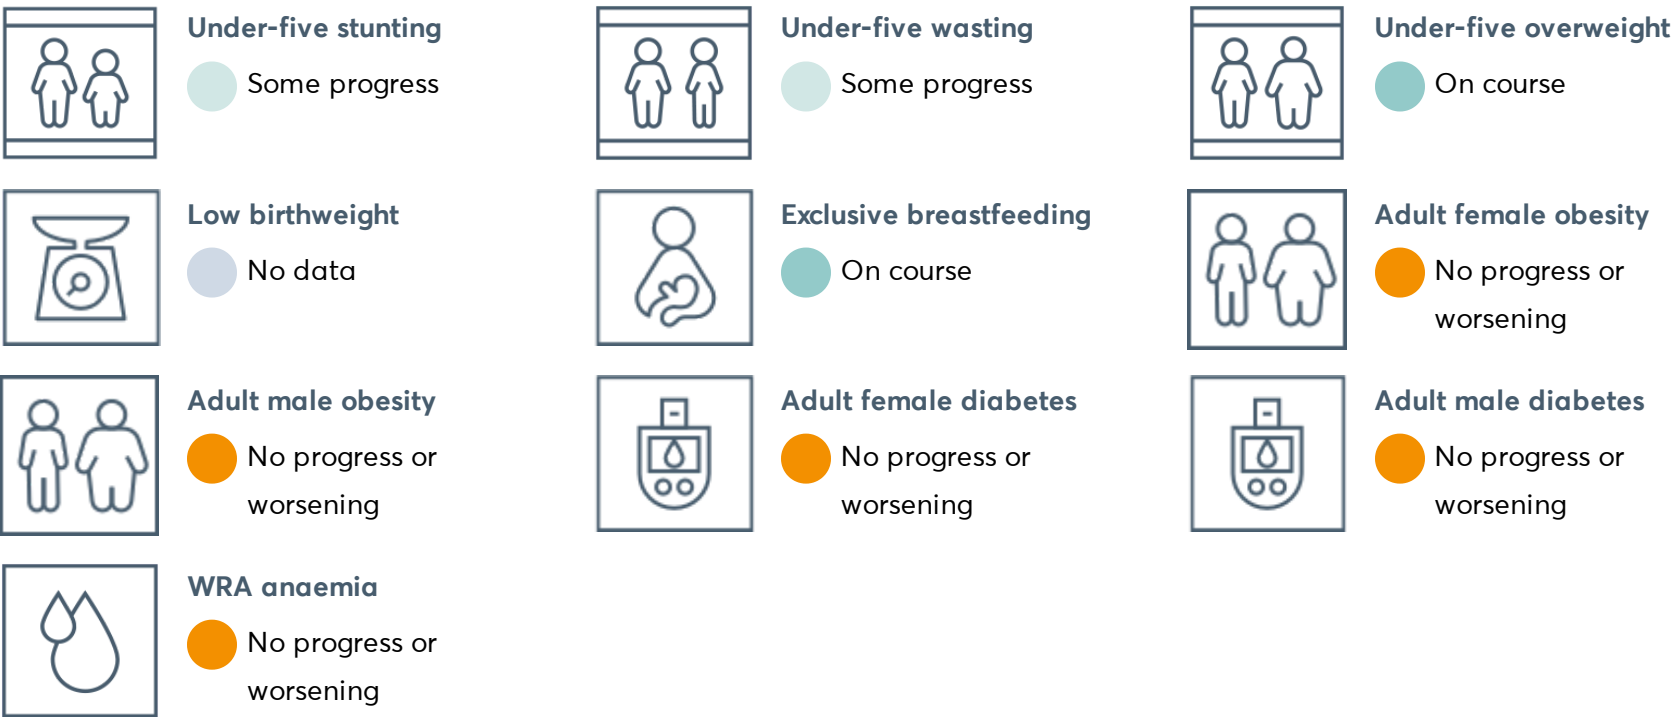 Under-five stunting
Some progress
Under-five wasting
Some progress
Under-five overweight
On course
Low birthweight
No data
Exclusive breastfeeding
On course
Adult female obesity
No progress or
worsening
Adult male obesity
No progress or
worsening
Adult female diabetes
No progress or
worsening
Adult male diabetes
No progress or
worsening
WRA anaemia
No progress or
worsening